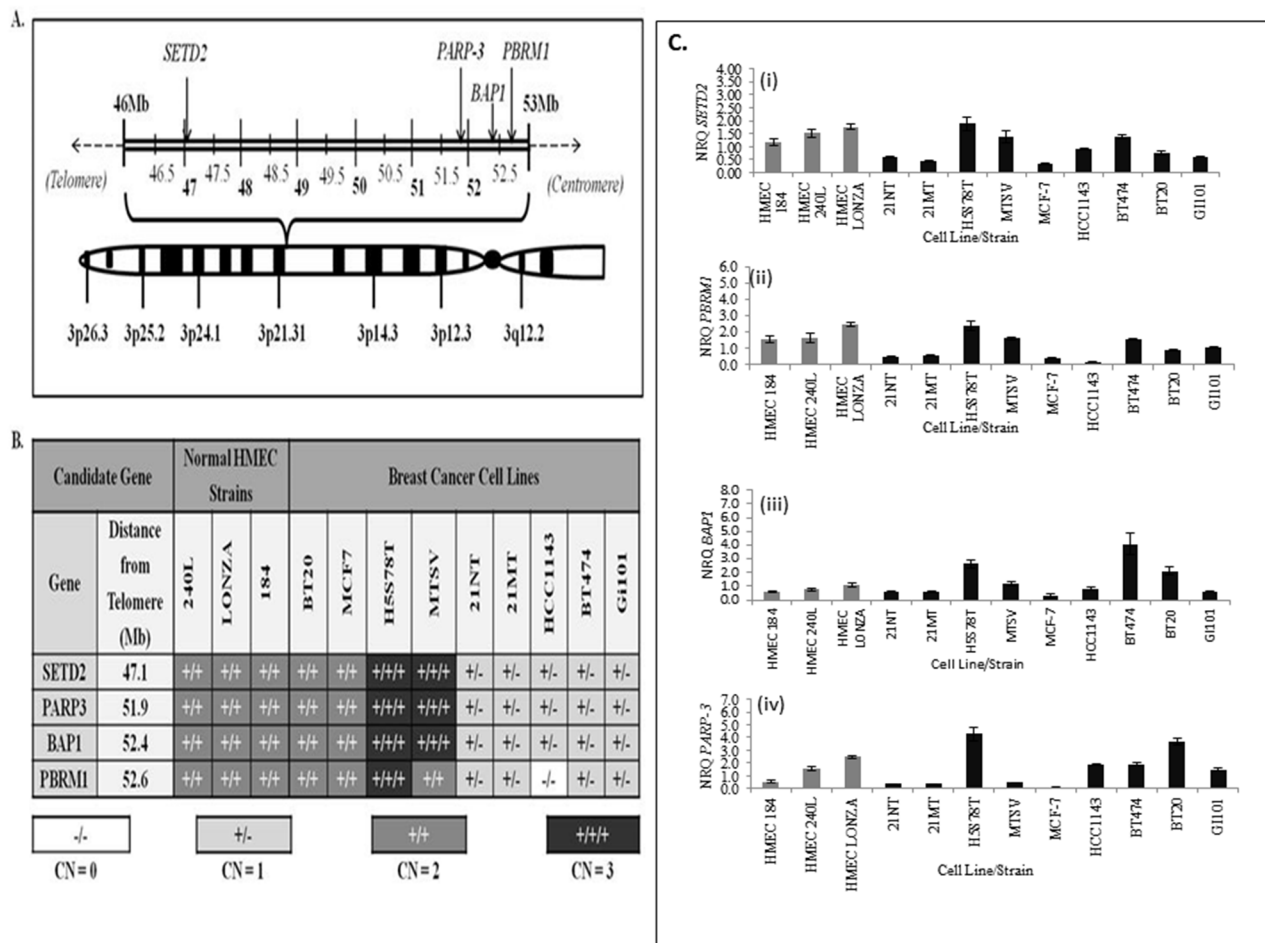 A.
SETD2
PARP-3
PBRM1
BAP1
46Mb
53Mb
(Telomere)
46.5
47
47.5
48
48.5
49
49.5
50
50.5
51
51.5
52
52.5
(Centromere)
3p26.3
3p25.2
3p24.1
3p21.31
3p14.3
3p12.3
3q12.2
B.
Candidate Gene Normal HMEC Strains Breast Cancer Cell Lines
Gene Distance from Telomere (Mb) 240L LONZA 184 BT20 MCF7 H5S78T MTSV 21NT 21MT HCC1143 BT474 Gi101
SETD2 47.1 +/+ +/+ +/+ +/+ +/+ +/+/+ +/+/+ +/- +/- +/- +/- +/-
PARP3 51.9 +/+ +/+ +/+ +/+ +/+ +/+/+ +/+/+ +/- +/- +/- +/- +/-
BAP1 52.4 +/+ +/+ +/+ +/+ +/+ +/+/+ +/+/+ +/- +/- +/- +/- +/-
PBRM1 52.6 +/+ +/+ +/+ +/+ +/+ +/+/+ +/+ +/- +/- -/- +/- +/-
-/- +/- +/+ +/+/+
CN = 0 CN = 1 CN = 2 CN = 3
C.
(i)
NRQ SETD2
4.00
3.50
3.00
2.50
2.00
1.50
1.00
0.50
0.00
HMEC 184
HMEC 240L
HMEC LONZA
21NT
21MT
H5S78T
MTSV
MCF-7
HCC1143
BT474
BT20
GI101
Cell Line/Strain
(ii)
NRQ PBRM1
6.0
5.0
4.0
3.0
2.0
1.0
0.0
HMEC 184
HMEC 240L
HMEC LONZA
21NT
21MT
H5S78T
MTSV
MCF-7
HCC1143
BT474
BT20
GI101
Cell Line/Strain
(iii)
NRQ BAP1
8.0
7.0
6.0
5.0
4.0
3.0
2.0
1.0
0.0
HMEC 184
HMEC 240L
HMEC LONZA
21NT
21MT
H5S78T
MTSV
MCF-7
HCC1143
BT474
BT20
GI101
Cell Line/Strain
(iv)
NRQ PARP-3
7.0
6.0
5.0
4.0
3.0
2.0
1.0
0.0
HMEC 184
HMEC 240L
HMEC LONZA
21NT
21MT
H5S78T
MTSV
MCF-7
HCC1143
BT474
BT20
GI101
Cell Line/Strain